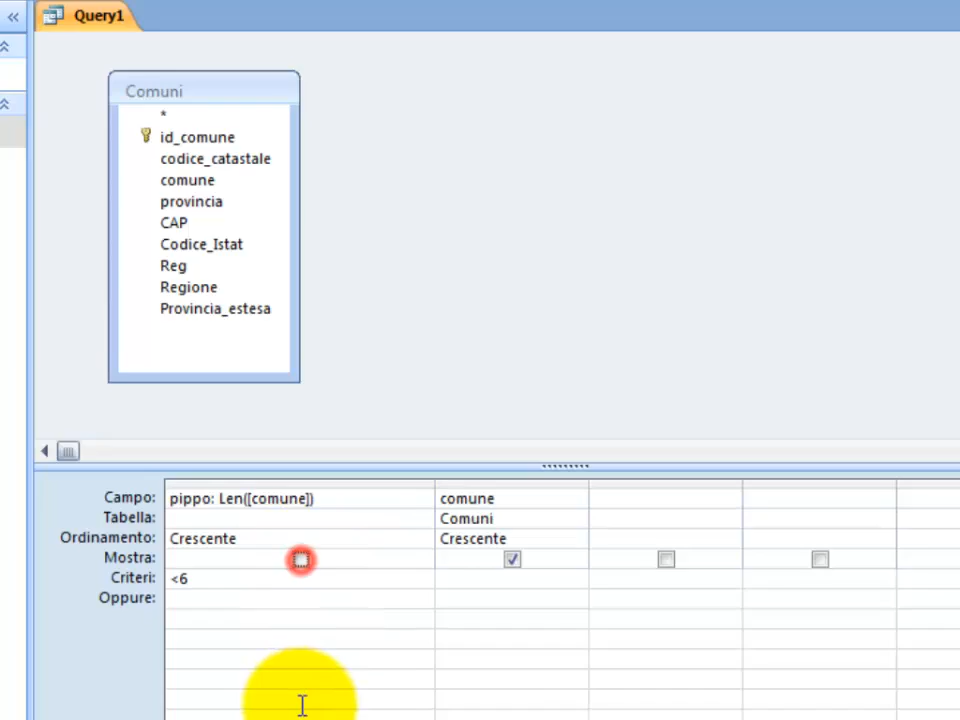 Query1
Comuni
*
id_comune
codice_catastale
comune
provincia
CAP
Codice_Istat
Reg
Regione
Provincia_estesa
Campo: pippo: Len([comune]) comune
Tabella: Comuni
Ordinamento: Crescente Crescente
Mostra:
Criteri: <6
Oppure: